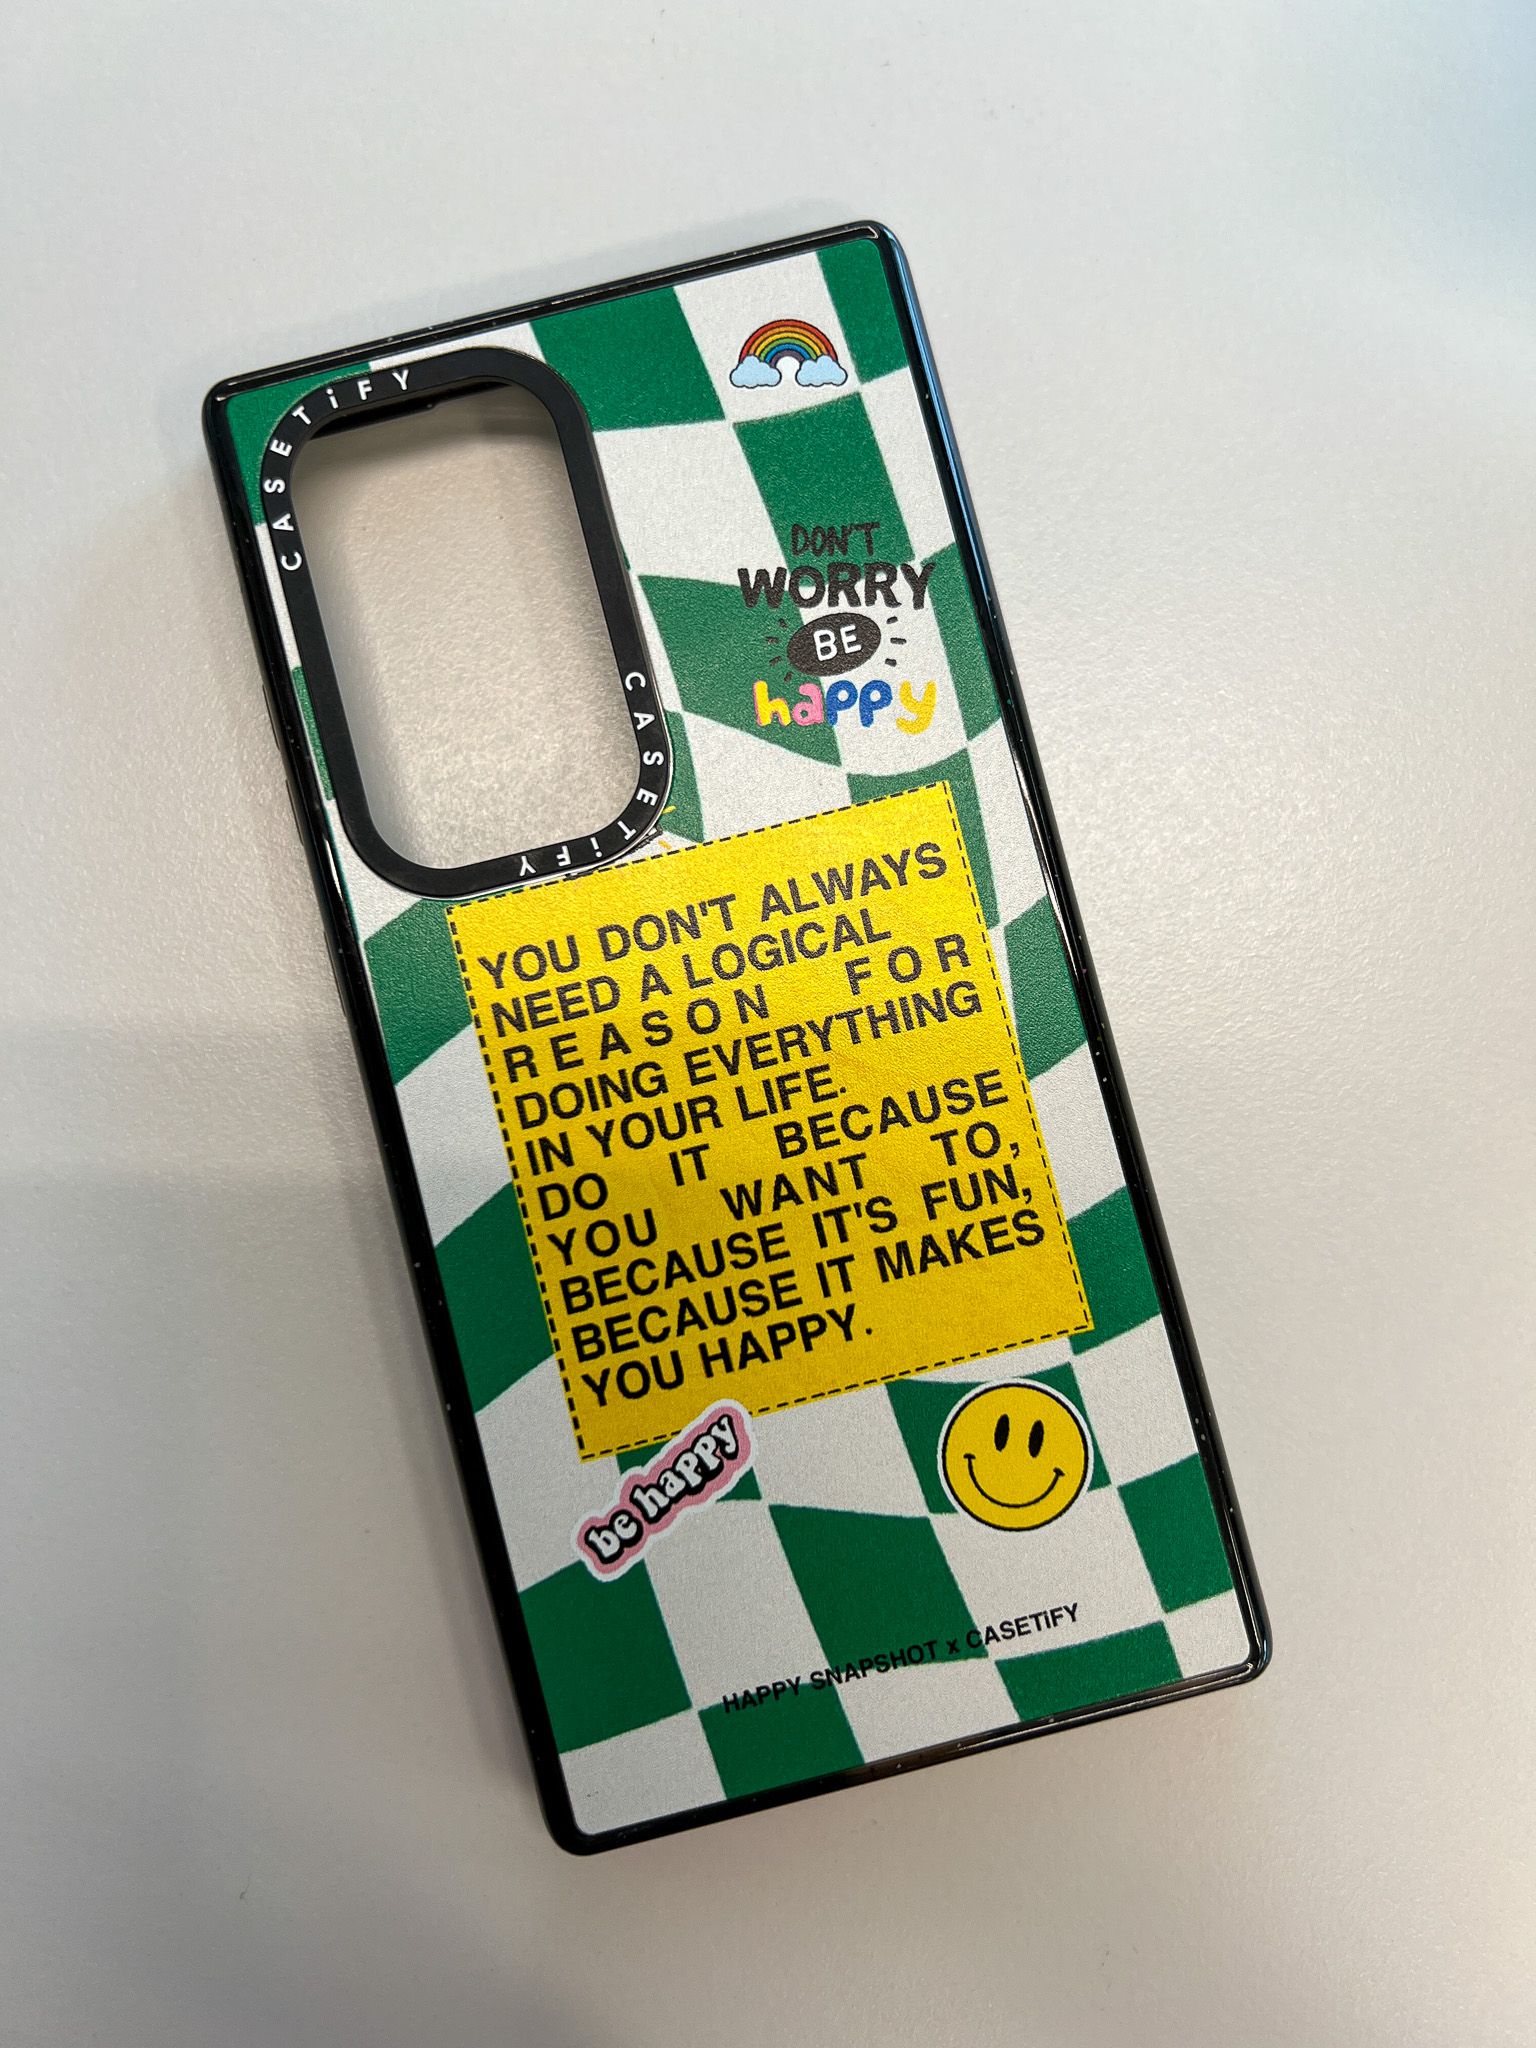 CASETiFY
CASETiFY
DON'T
WORRY
BE
happy
YOU DON'T ALWAYS
NEED A LOGICAL
REASON FOR
DOING EVERYTHING
IN YOUR LIFE.
DO IT BECAUSE
YOU WANT TO,
BECAUSE IT'S FUN,
BECAUSE IT MAKES
YOU HAPPY.
be happy
HAPPY SNAPSHOT x CASETiFY